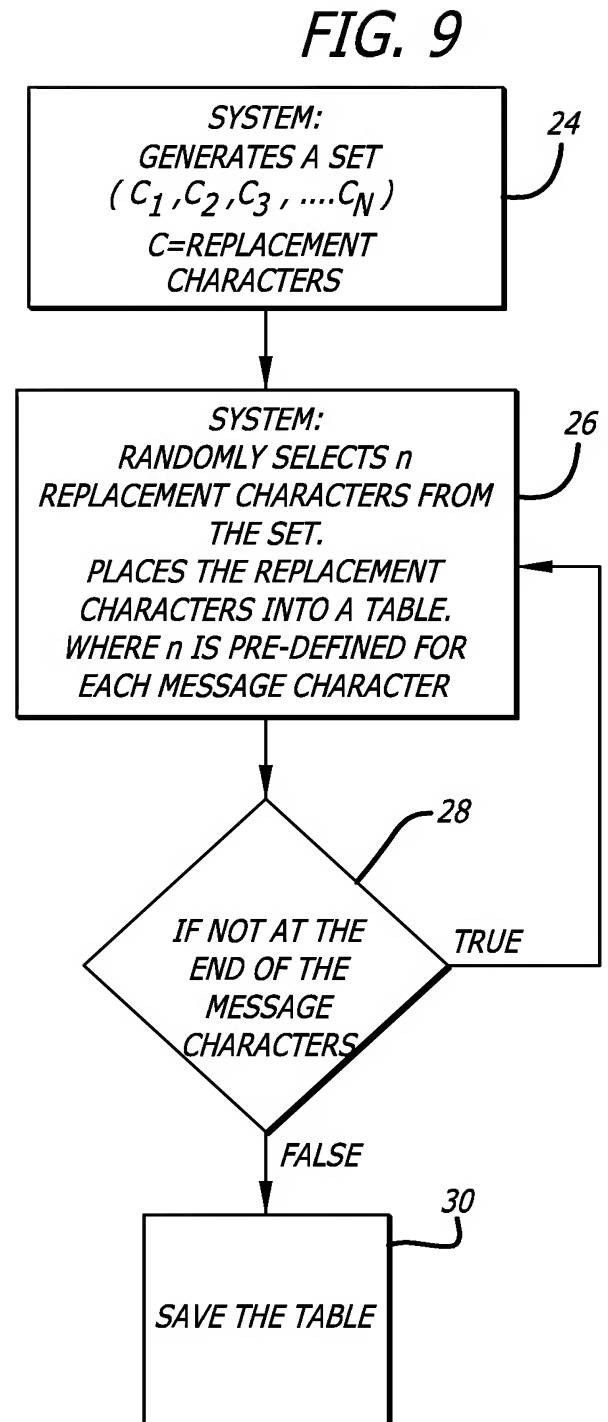 FIG. 9
SYSTEM:
GENERATES A SET
( C1 ,C2 ,C3 , ....CN )
C=REPLACEMENT
CHARACTERS
24
SYSTEM:
RANDOMLY SELECTS n
REPLACEMENT CHARACTERS FROM
THE SET.
PLACES THE REPLACEMENT
CHARACTERS INTO A TABLE.
WHERE n IS PRE-DEFINED FOR
EACH MESSAGE CHARACTER
26
28
IF NOT AT THE
END OF THE
MESSAGE
CHARACTERS
TRUE
FALSE
30
SAVE THE TABLE